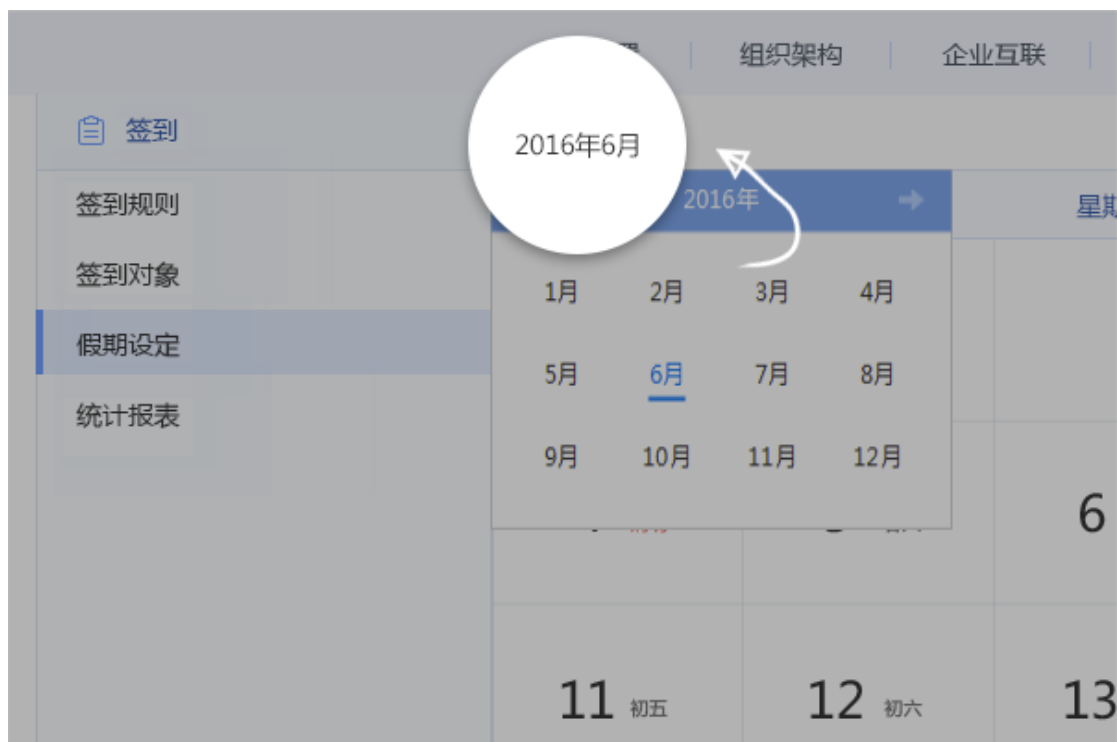 组织架构 企业互联
签到
2016年6月
签到规则
签到对象
假期设定
统计报表
2016年
星期
1月 2月 3月 4月
5月 6月 7月 8月
9月 10月 11月 12月
6
11 初五 12 初六 13